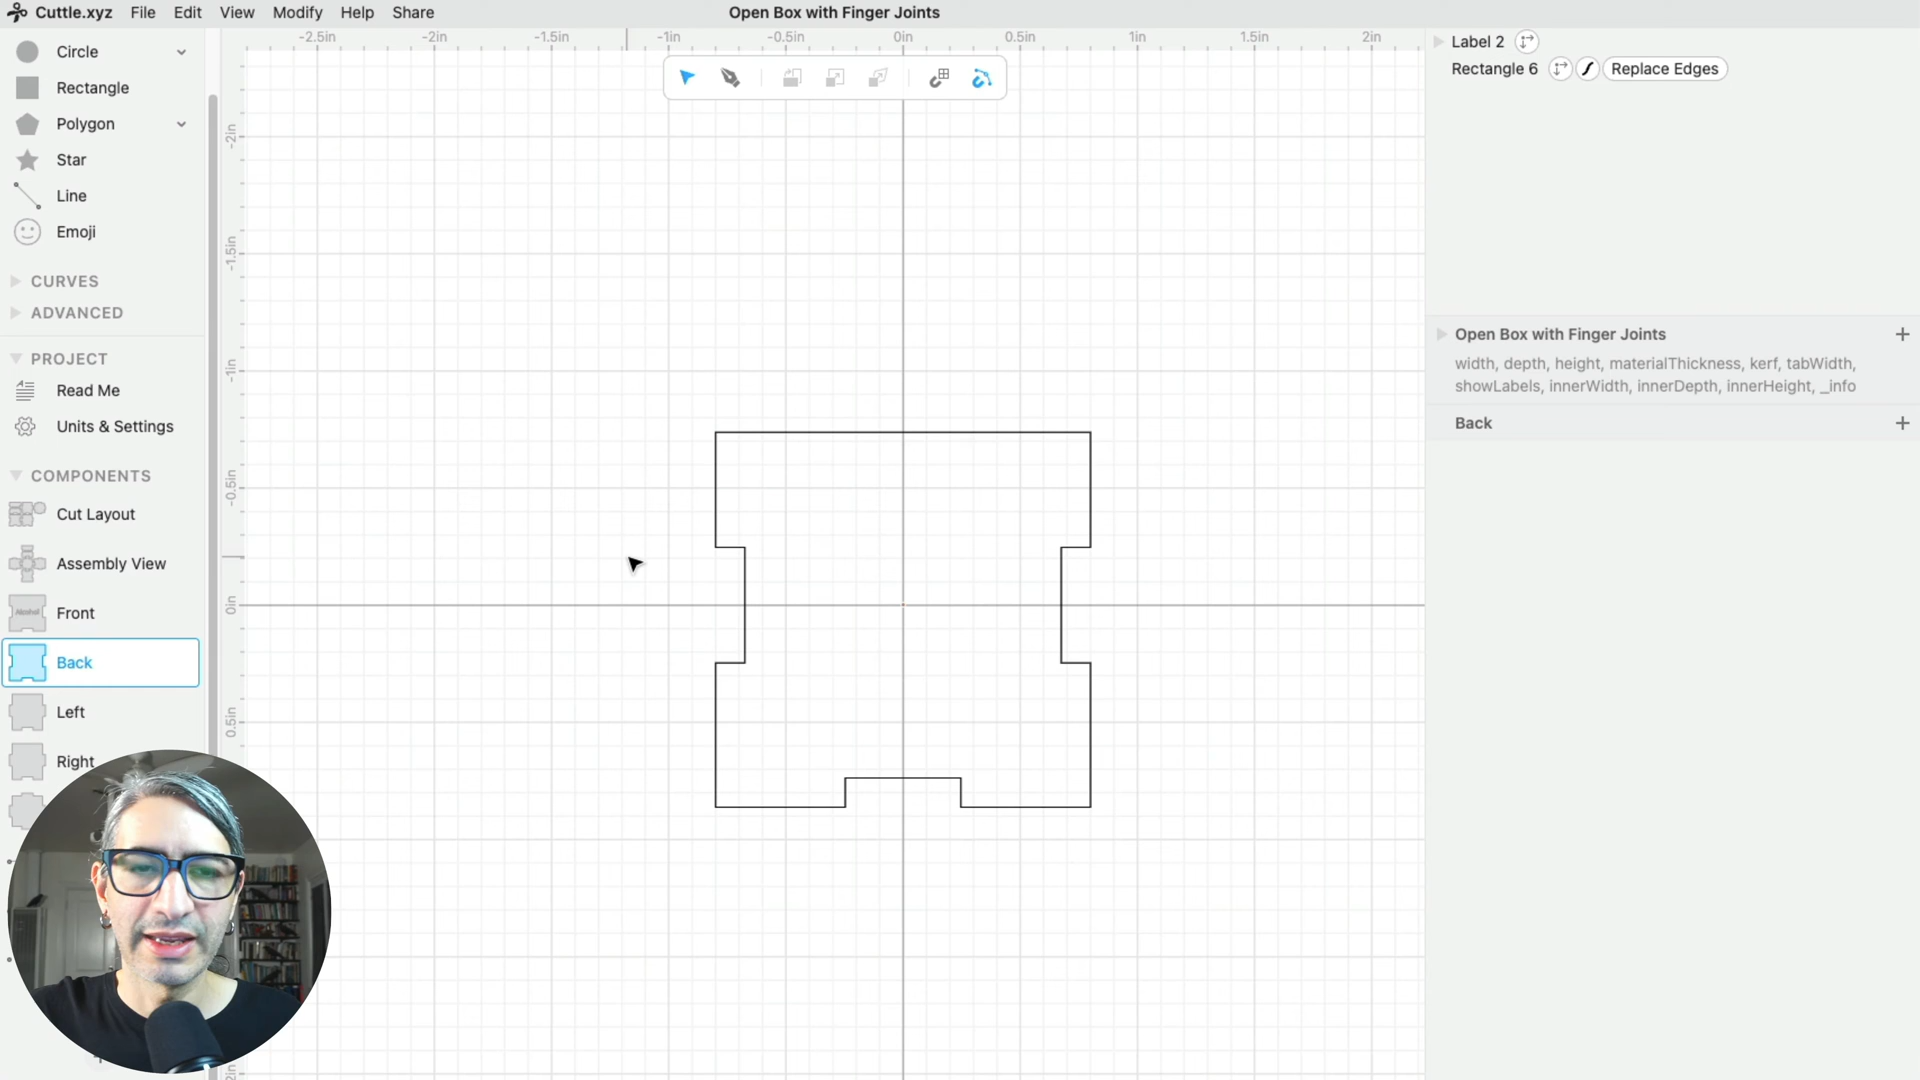 Cuttle.xyz File Edit View Modify Help Share
Open Box with Finger Joints
-2.5in -2in -1.5in -1in -0.5in 0in 0.5in 1in 1.5in 2in
-2in
-1.5in
-1in
-0.5in
0in
0.5in
Circle
Rectangle
Polygon
Star
Line
Emoji
CURVES
ADVANCED
PROJECT
Read Me
Units & Settings
COMPONENTS
Cut Layout
Assembly View
Front
Back
Left
Right
Label 2
Rectangle 6 Replace Edges
Open Box with Finger Joints
width, depth, height, materialThickness, kerf, tabWidth,
showLabels, innerWidth, innerDepth, innerHeight, _info
Back